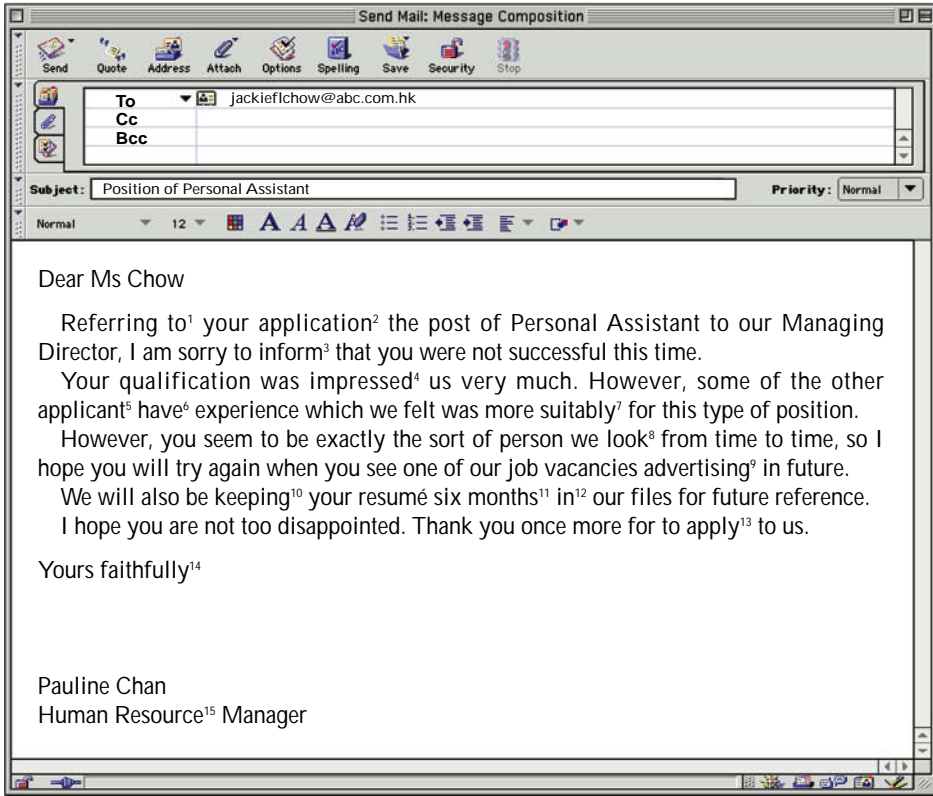 Send Mail: Message Composition
Send Quote Address Attach Options Spelling Save Security Stop
To jackieflchow@abc.com.hk
Cc
Bcc
Subject: Position of Personal Assistant Priority: Normal
Normal 12 A A A
Dear Ms Chow
Referring to¹ your application² the post of Personal Assistant to our Managing
Director, I am sorry to inform³ that you were not successful this time.
Your qualification was impressed⁴ us very much. However, some of the other
applicant⁵ have⁶ experience which we felt was more suitably⁷ for this type of position.
However, you seem to be exactly the sort of person we look⁸ from time to time, so I
hope you will try again when you see one of our job vacancies advertising⁹ in future.
We will also be keeping¹⁰ your resumé six months¹¹ in¹² our files for future reference.
I hope you are not too disappointed. Thank you once more for to apply¹³ to us.
Yours faithfully¹⁴
Pauline Chan
Human Resource¹⁵ Manager